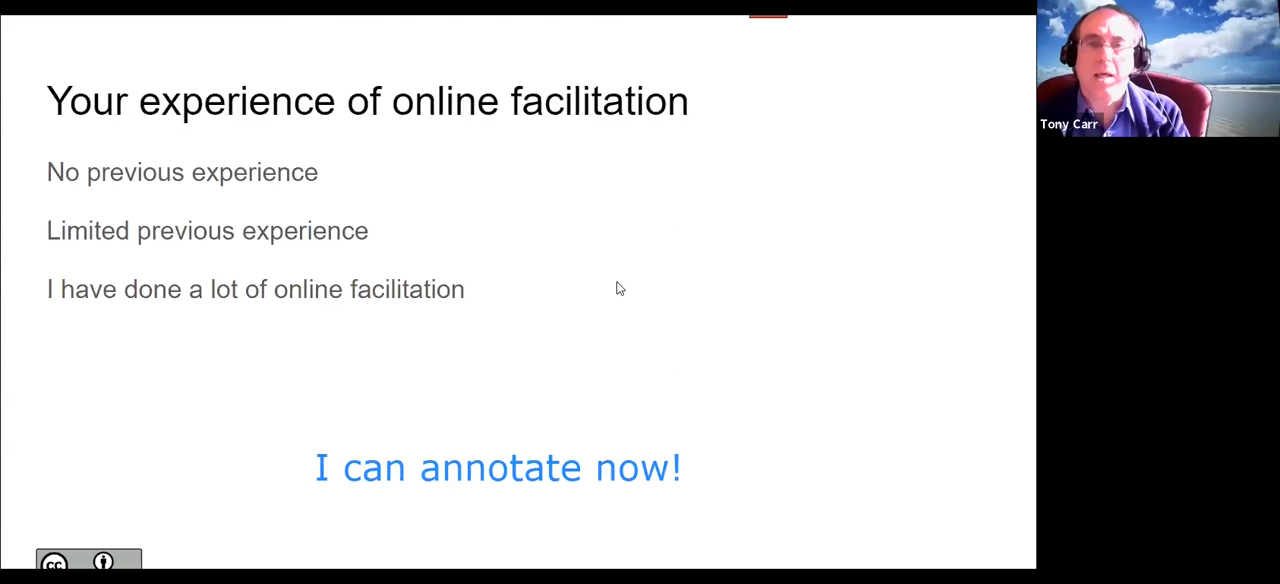 Your experience of online facilitation
Tony Carr
No previous experience
Limited previous experience
I have done a lot of online facilitation
I can annotate now!
cc